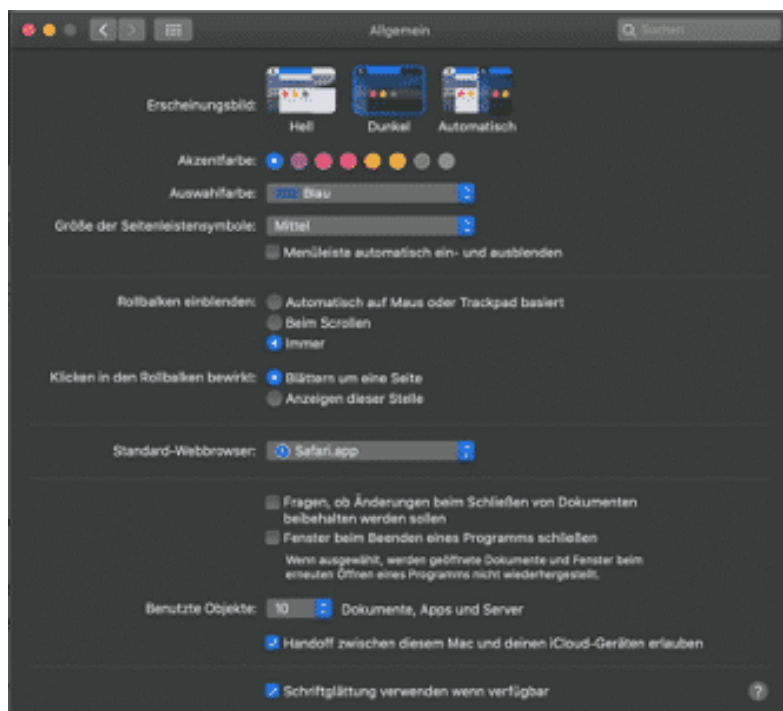 Allgemein
Suchen
Erscheinungsbild:
Hell Dunkel Automatisch
Akzentfarbe:
Auswahlfarbe: Blau
Größe der Seitenleistensymbole: Mittel
Menüleiste automatisch ein- und ausblenden
Rollbalken einblenden: Automatisch auf Maus oder Trackpad basiert
Beim Scrollen
Immer
Klicken in den Rollbalken bewirkt: Blättern um eine Seite
Anzeigen dieser Stelle
Standard-Webbrowser: Safari.app
Fragen, ob Änderungen beim Schließen von Dokumenten
beibehalten werden sollen
Fenster beim Beenden eines Programms schließen
Wenn ausgewählt, werden geöffnete Dokumente und Fenster beim
erneuten Öffnen eines Programms nicht wiederhergestellt.
Benutzte Objekte: 10 Dokumente, Apps und Server
Handoff zwischen diesem Mac und deinen iCloud-Geräten erlauben
Schriftglättung verwenden wenn verfügbar
?